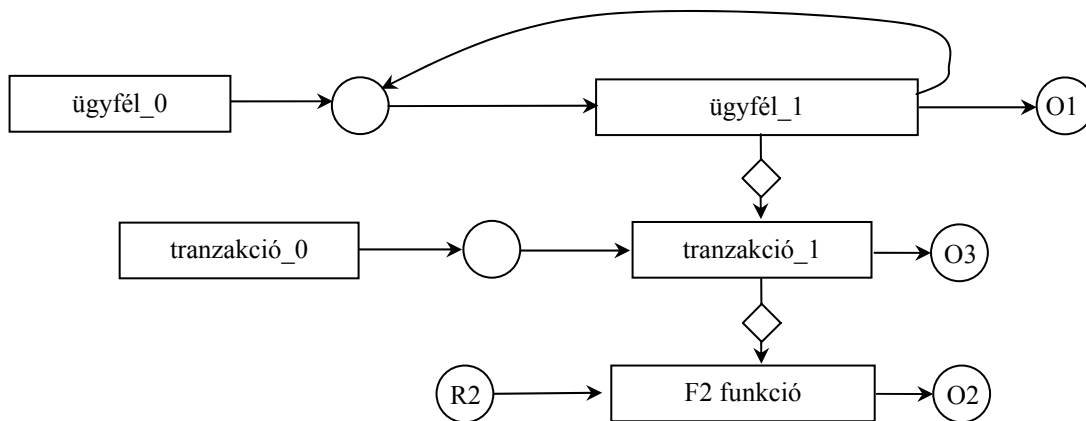 ügyfél_0
ügyfél_1
O1
tranzakció_0
tranzakció_1
O3
R2
F2 funkció
O2